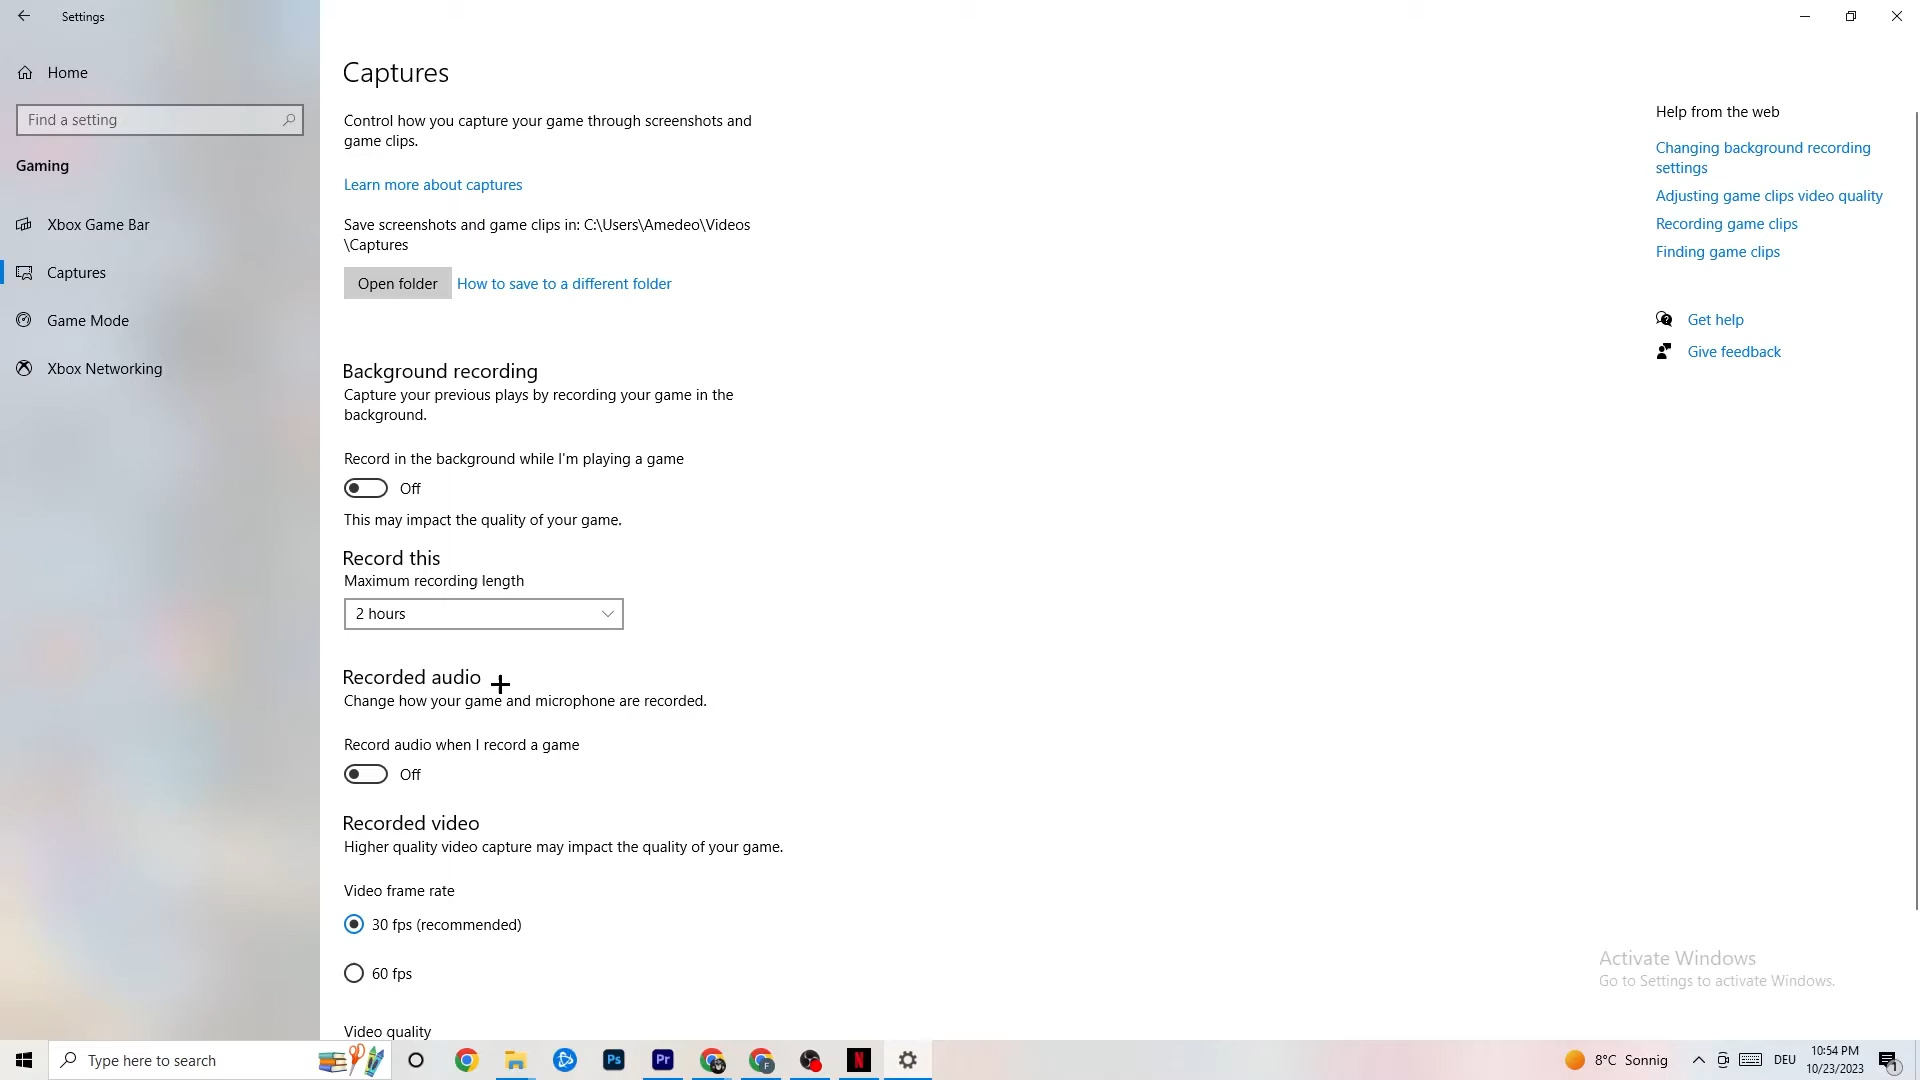 Settings
Home
Find a setting
Gaming
Xbox Game Bar
Captures
Game Mode
Xbox Networking
Captures
Control how you capture your game through screenshots and
game clips.
Learn more about captures
Save screenshots and game clips in: C:\Users\Amedeo\Videos
\Captures
Open folder
How to save to a different folder
Background recording
Capture your previous plays by recording your game in the
background.
Record in the background while I'm playing a game
Off
This may impact the quality of your game.
Record this
Maximum recording length
2 hours
Recorded audio
Change how your game and microphone are recorded.
Record audio when I record a game
Off
Recorded video
Higher quality video capture may impact the quality of your game.
Video frame rate
30 fps (recommended)
60 fps
Video quality
Help from the web
Changing background recording
settings
Adjusting game clips video quality
Recording game clips
Finding game clips
Get help
Give feedback
Activate Windows
Go to Settings to activate Windows.
Type here to search
Ps
Pr
F
N
8°C Sonnig
DEU
10:54 PM
10/23/2023
1